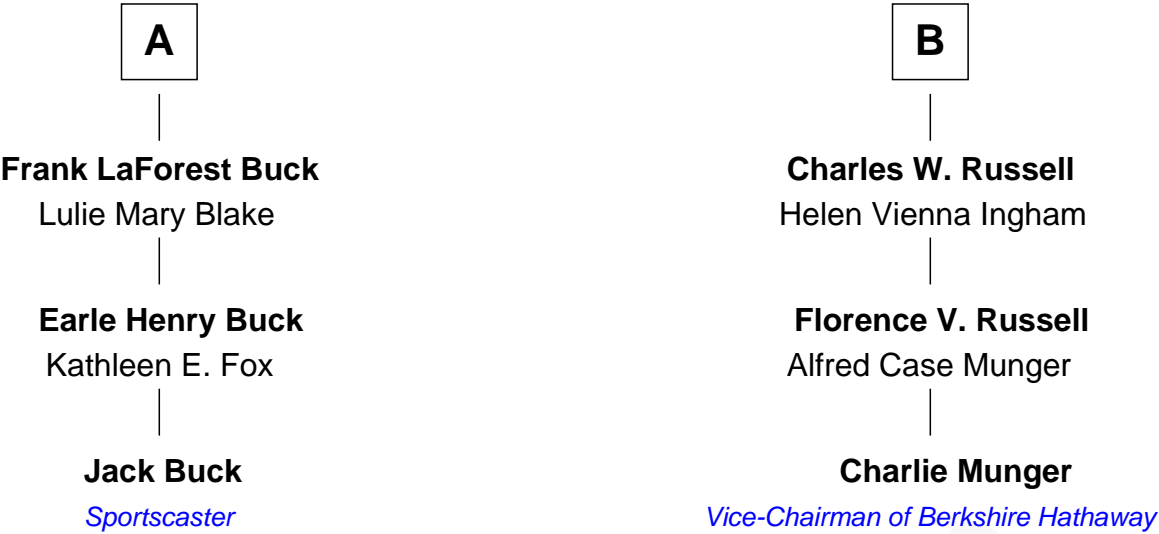 A
B
Frank LaForest Buck
Charles W. Russell
Lulie Mary Blake
Helen Vienna Ingham
Earle Henry Buck
Florence V. Russell
Kathleen E. Fox
Alfred Case Munger
Jack Buck
Charlie Munger
Sportscaster
Vice-Chairman of Berkshire Hathaway